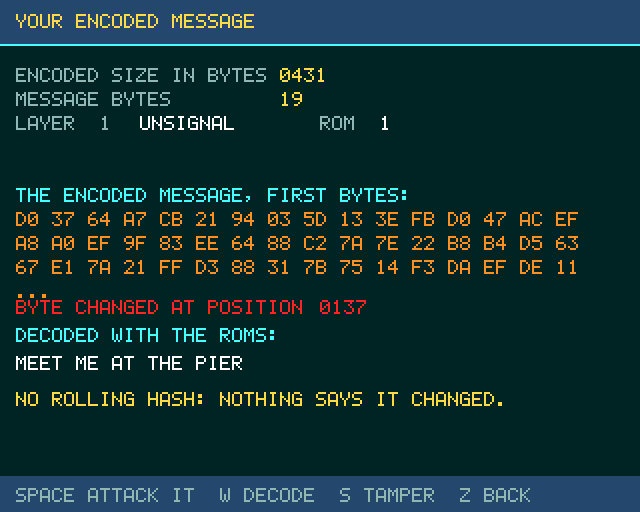 YOUR ENCODED MESSAGE
ENCODED SIZE IN BYTES 0431
MESSAGE BYTES 19
LAYER 1 UNSIGNAL ROM 1
THE ENCODED MESSAGE, FIRST BYTES:
D0 37 64 A7 CB 21 94 03 5D 13 3E FB D0 47 AC EF
A8 A0 EF 9F 83 EE 64 88 C2 7A 7E 22 B8 B4 D5 63
67 E1 7A 21 FF D3 88 31 7B 75 14 F3 DA EF DE 11
...
BYTE CHANGED AT POSITION 0137
DECODED WITH THE ROMS:
MEET ME AT THE PIER
NO ROLLING HASH: NOTHING SAYS IT CHANGED.
SPACE ATTACK IT W DECODE S TAMPER Z BACK